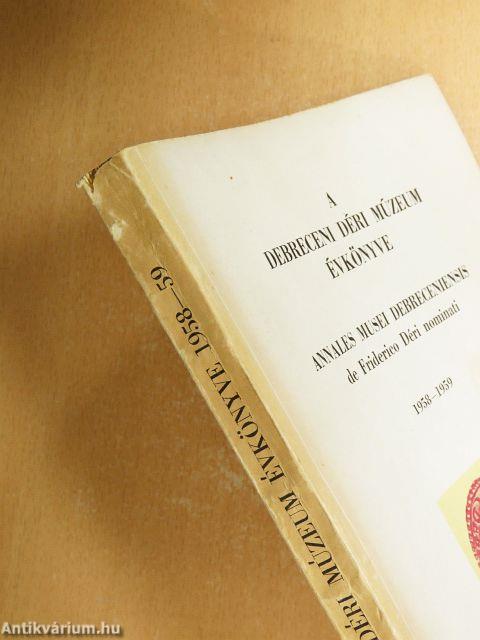 A
DEBRECENI DÉRI MÚZEUM
ÉVKÖNYVE
ANNALES MUSEI DEBRECENIENSIS
de Friderico Déri nominati
1958—1959
DÉRI MÚZEUM ÉVKÖNYVE 1958—59
Antikvárium.hu